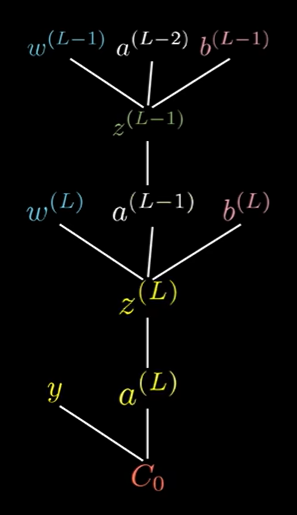 w^{(L-1)} a^{(L-2)} b^{(L-1)}
z^{(L-1)}
w^{(L)} a^{(L-1)} b^{(L)}
z^{(L)}
y a^{(L)}
C_0